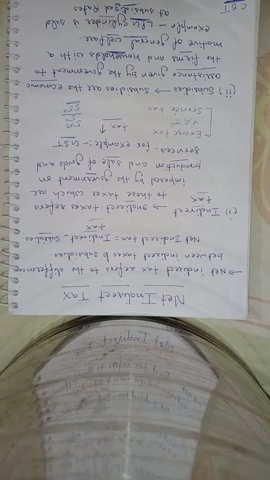 Net Indirect Tax
→ Net indirect tax refers to the difference
between indirect taxes & subsidies.
Net Indirect tax = Indirect - Subsidies
tax
(i) Indirect → Indirect taxes refers
tax to those taxes which are
imposed by the government on
production and sale of goods and
services. For example :-
Excise tax
tax → GST
VAT
Service tax
(ii) Subsidies → Subsidies are economic
assistance given by the government to
the firms and households with a
motive of general welfare.
- example LPG cylinder is sold
at subsidized rates